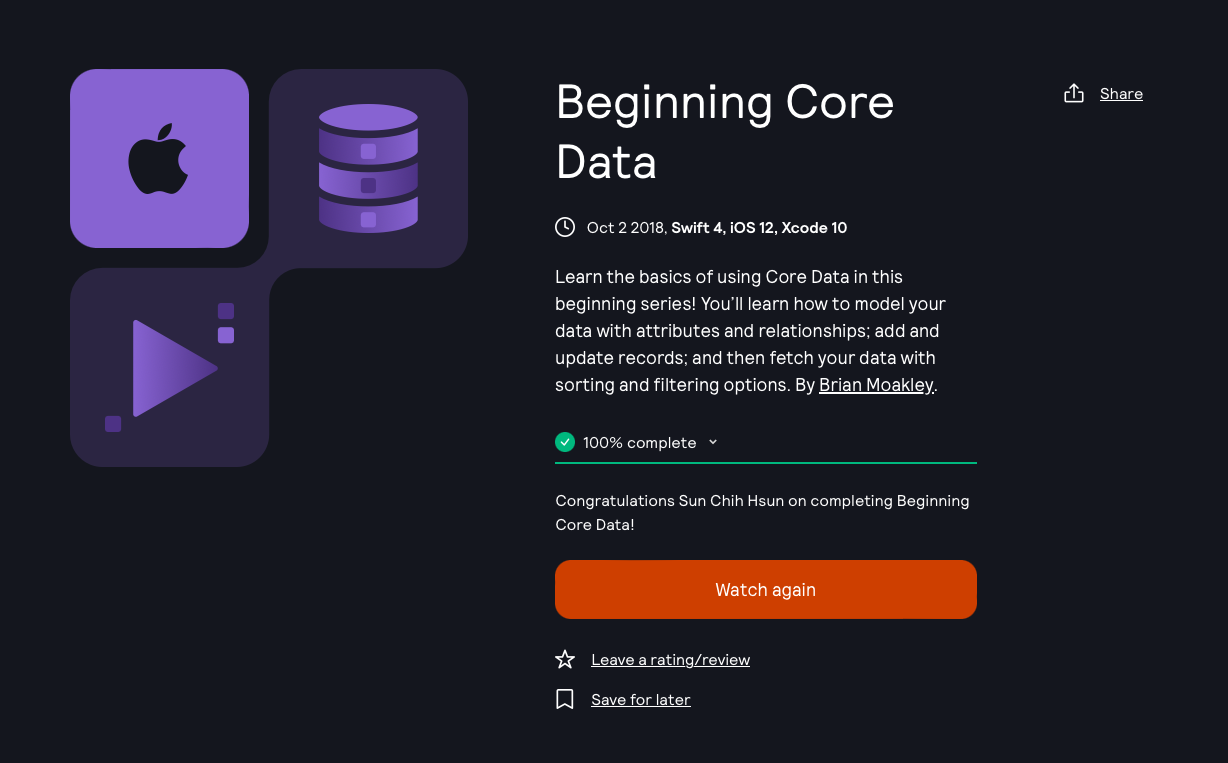 Beginning Core
Data
Share
Oct 2 2018, Swift 4, iOS 12, Xcode 10
Learn the basics of using Core Data in this
beginning series! You’ll learn how to model your
data with attributes and relationships; add and
update records; and then fetch your data with
sorting and filtering options. By Brian Moakley.
100% complete
Congratulations Sun Chih Hsun on completing Beginning
Core Data!
Watch again
Leave a rating/review
Save for later